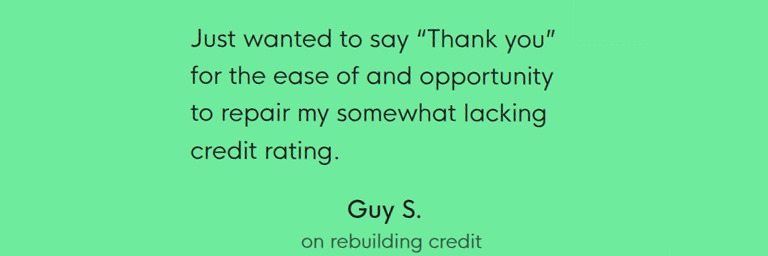 Just wanted to say “Thank you”
for the ease of and opportunity
to repair my somewhat lacking
credit rating.
Guy S.
on rebuilding credit